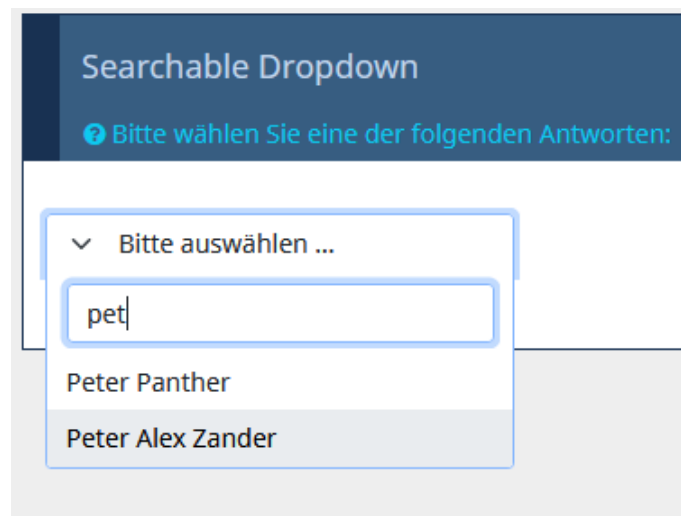 Searchable Dropdown
Bitte wählen Sie eine der folgenden Antworten:
Bitte auswählen ...
pet
Peter Panther
Peter Alex Zander